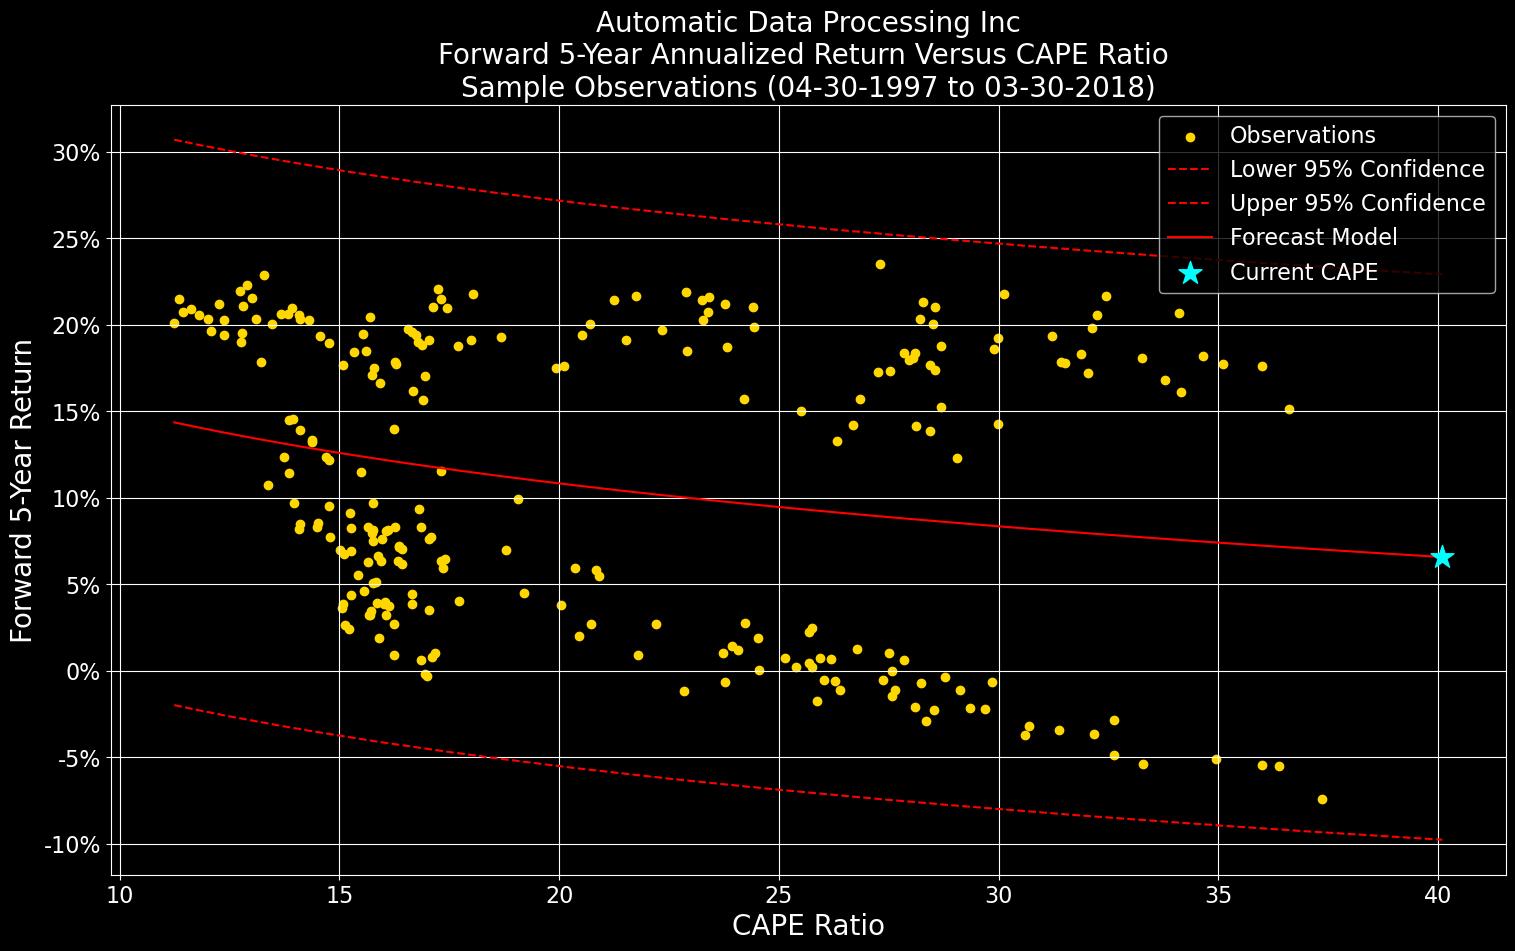 Automatic Data Processing Inc
Forward 5-Year Annualized Return Versus CAPE Ratio
Sample Observations (04-30-1997 to 03-30-2018)
Observations
Lower 95% Confidence
Upper 95% Confidence
Forecast Model
Current CAPE
Forward 5-Year Return
30%
25%
20%
15%
10%
5%
0%
-5%
-10%
10 15 20 25 30 35 40
CAPE Ratio